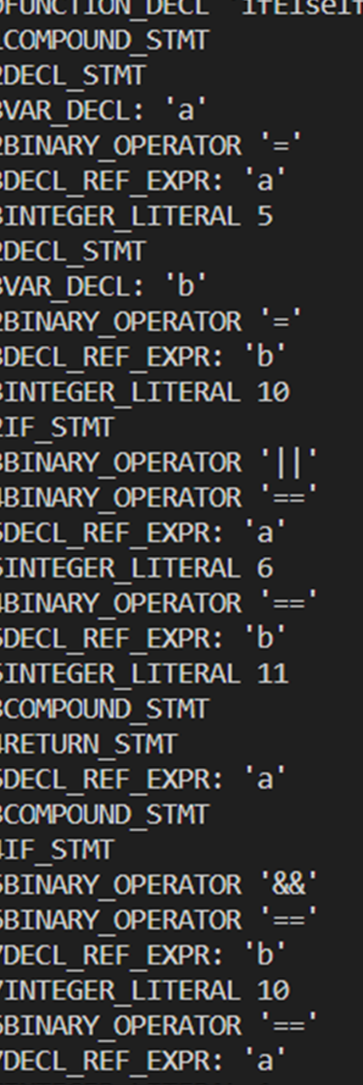 FUNCTION_DECL 'ifElseIf
1COMPOUND_STMT
2DECL_STMT
3VAR_DECL: 'a'
2BINARY_OPERATOR '='
3DECL_REF_EXPR: 'a'
3INTEGER_LITERAL 5
2DECL_STMT
3VAR_DECL: 'b'
2BINARY_OPERATOR '='
3DECL_REF_EXPR: 'b'
3INTEGER_LITERAL 10
2IF_STMT
3BINARY_OPERATOR '||'
4BINARY_OPERATOR '=='
5DECL_REF_EXPR: 'a'
5INTEGER_LITERAL 6
4BINARY_OPERATOR '=='
5DECL_REF_EXPR: 'b'
5INTEGER_LITERAL 11
3COMPOUND_STMT
4RETURN_STMT
5DECL_REF_EXPR: 'a'
3COMPOUND_STMT
4IF_STMT
5BINARY_OPERATOR '&&'
6BINARY_OPERATOR '=='
7DECL_REF_EXPR: 'b'
7INTEGER_LITERAL 10
6BINARY_OPERATOR '=='
7DECL_REF_EXPR: 'a'